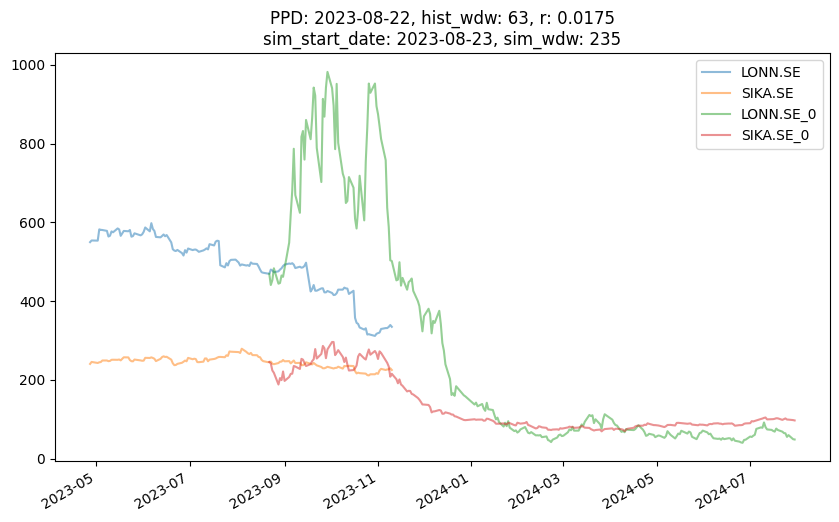 PPD: 2023-08-22, hist_wdw: 63, r: 0.0175
sim_start_date: 2023-08-23, sim_wdw: 235
1000
800
600
400
200
0
LONN.SE
SIKA.SE
LONN.SE_0
SIKA.SE_0
2023-05
2023-07
2023-09
2023-11
2024-01
2024-03
2024-05
2024-07